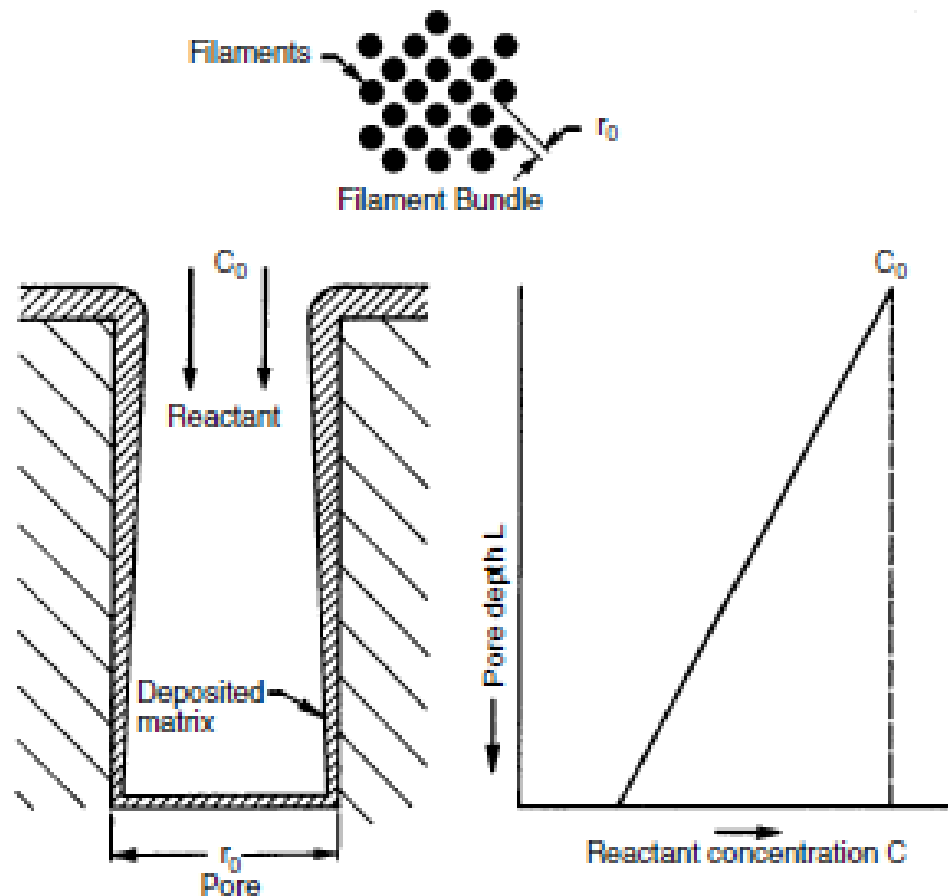 Filaments
r₀
Filament Bundle
C₀
Reactant
Deposited
matrix
r₀
Pore
C₀
Pore depth L
Reactant concentration C